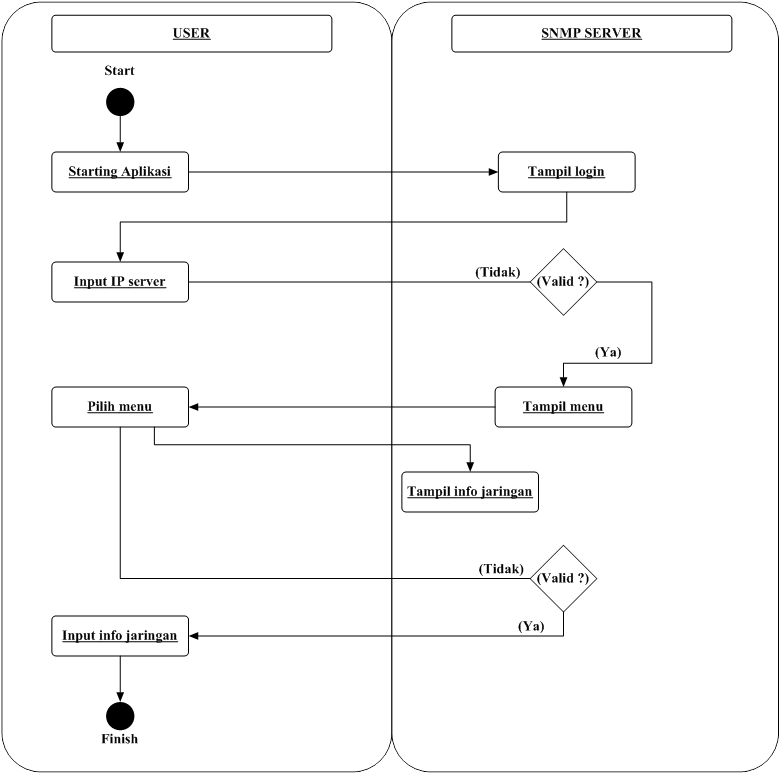 USER
SNMP SERVER
Start
Starting Aplikasi
Tampil login
Input IP server
(Tidak)
(Valid ?)
(Ya)
Pilih menu
Tampil menu
Tampil info jaringan
(Tidak)
(Valid ?)
Input info jaringan
(Ya)
Finish